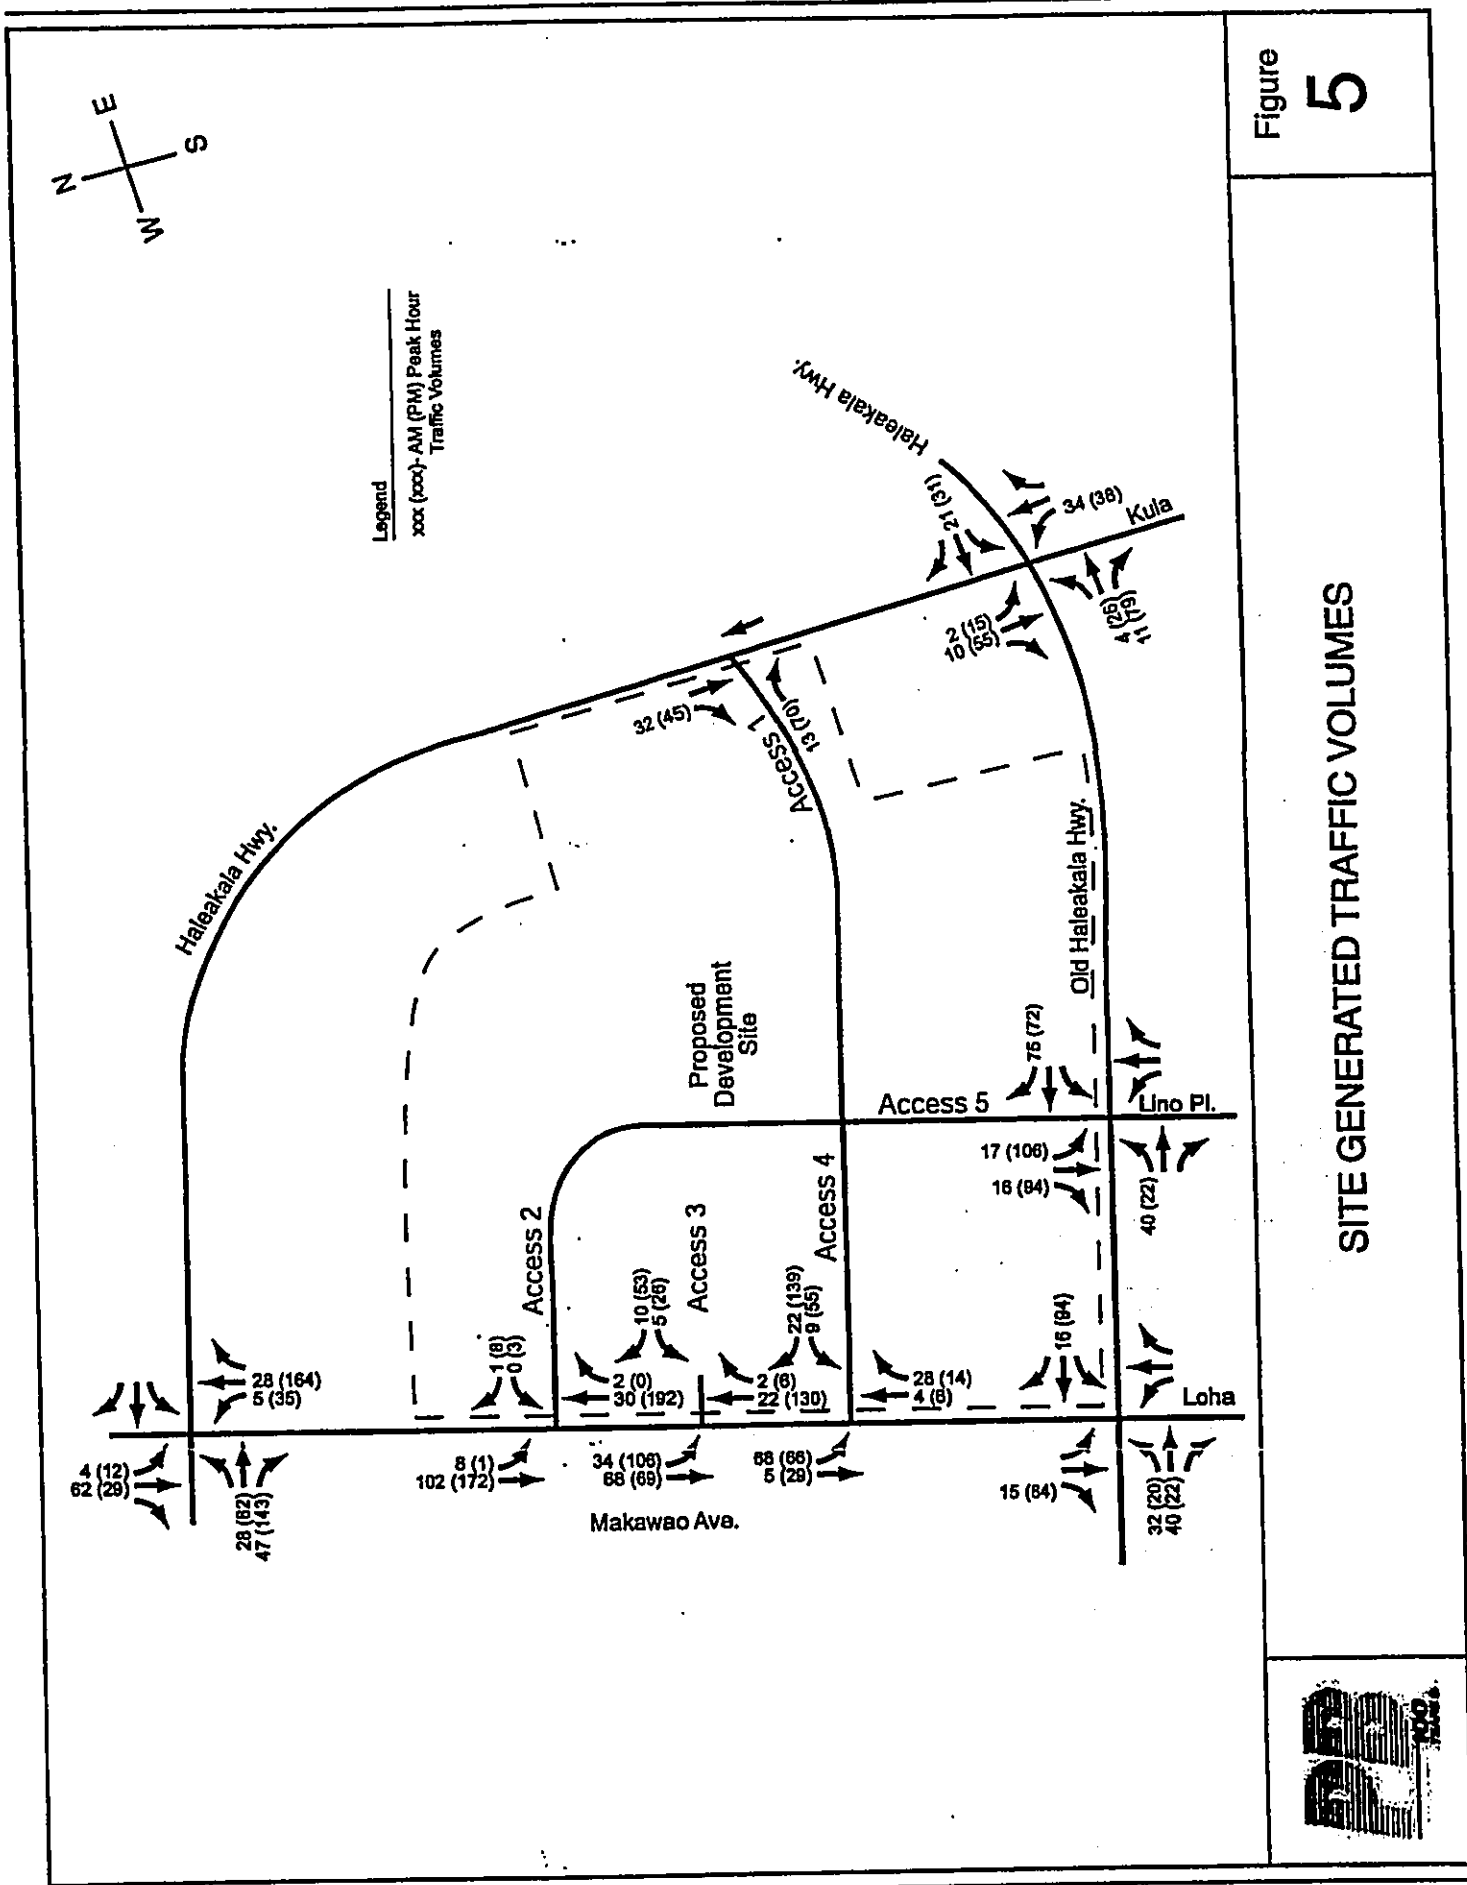 N
E
S
W
Legend
xxx (xxx)- AM (PM) Peak Hour
Traffic Volumes
Haleakala Hwy.
Haleakala Hwy.
21 (31)
34 (38)
Kula
2 (15)
10 (55)
4 (26)
11 (79)
32 (45)
13 (70)
Access 1
Old Haleakala Hwy.
Proposed
Development
Site
75 (72)
Access 5
Lino Pl.
17 (106)
16 (94)
40 (22)
Access 2
Access 3
Access 4
1 (8)
0 (3)
10 (53)
5 (26)
22 (139)
9 (55)
16 (94)
28 (164)
5 (35)
2 (0)
30 (192)
2 (6)
22 (130)
28 (14)
4 (6)
Loha
4 (12)
62 (29)
28 (82)
47 (143)
8 (1)
102 (172)
34 (106)
68 (69)
68 (66)
5 (29)
15 (84)
32 (20)
40 (22)
Makawao Ave.
SITE GENERATED TRAFFIC VOLUMES
Figure
5
100
YEARS